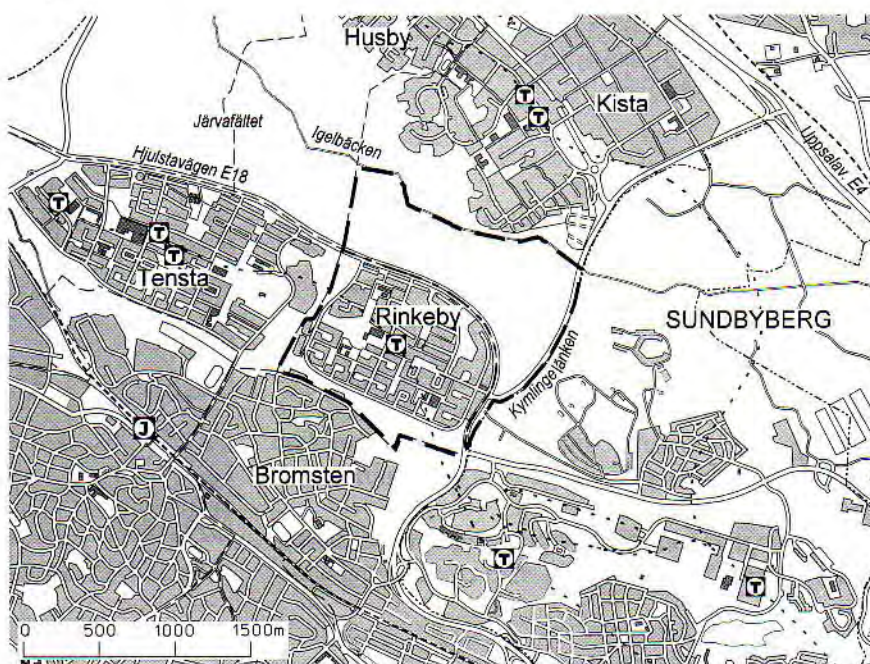 Husby
T
T
Kista
Järvafältet
Igelbäcken
Hjulstavägen E18
Uppsalav. E4
T
T
T
Tensta
Rinkeby
T
SUNDBYBERG
Kymlingelänken
J
Bromsten
T
T
0 500 1000 1500m